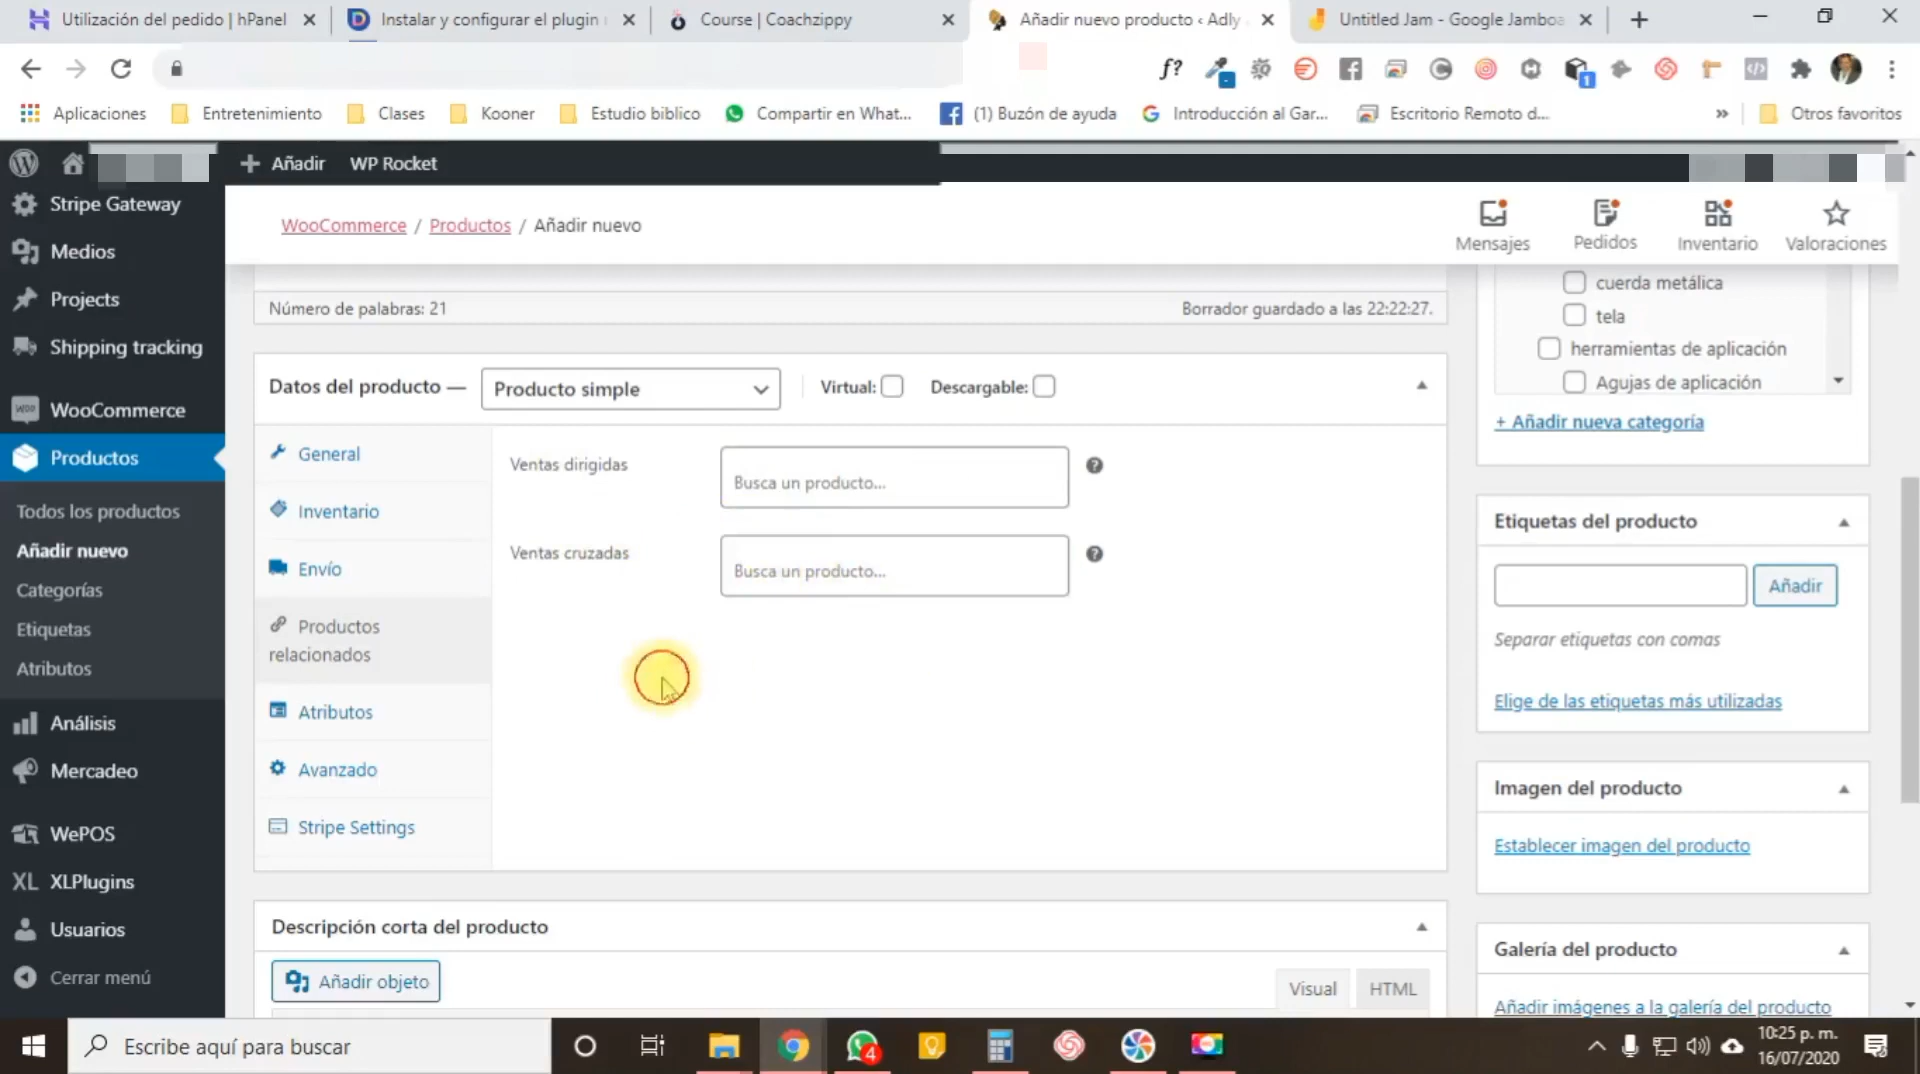 Utilización del pedido | hPanel
Instalar y configurar el plugin
Course | Coachzippy
Añadir nuevo producto ‹ Adly
Untitled Jam - Google Jamboa
f?
1
Aplicaciones
Entretenimiento
Clases
Kooner
Estudio biblico
Compartir en What...
(1) Buzón de ayuda
Introducción al Gar...
Escritorio Remoto d...
»
Otros favoritos
+ Añadir
WP Rocket
Stripe Gateway
Medios
Projects
Shipping tracking
WooCommerce
Productos
Todos los productos
Añadir nuevo
Categorías
Etiquetas
Atributos
Análisis
Mercadeo
WePOS
XL XLPlugins
Usuarios
Cerrar menú
WooCommerce / Productos / Añadir nuevo
Mensajes
Pedidos
Inventario
Valoraciones
Número de palabras: 21
Borrador guardado a las 22:22:27.
Datos del producto —
Producto simple
Virtual:
Descargable:
General
Inventario
Envío
Productos
relacionados
Atributos
Avanzado
Stripe Settings
Ventas dirigidas
Busca un producto...
Ventas cruzadas
Busca un producto...
Descripción corta del producto
Añadir objeto
Visual
HTML
cuerda metálica
tela
herramientas de aplicación
Agujas de aplicación
+ Añadir nueva categoría
Etiquetas del producto
Añadir
Separar etiquetas con comas
Elige de las etiquetas más utilizadas
Imagen del producto
Establecer imagen del producto
Galería del producto
Añadir imágenes a la galería del producto
Escribe aquí para buscar
4
10:25 p. m.
16/07/2020